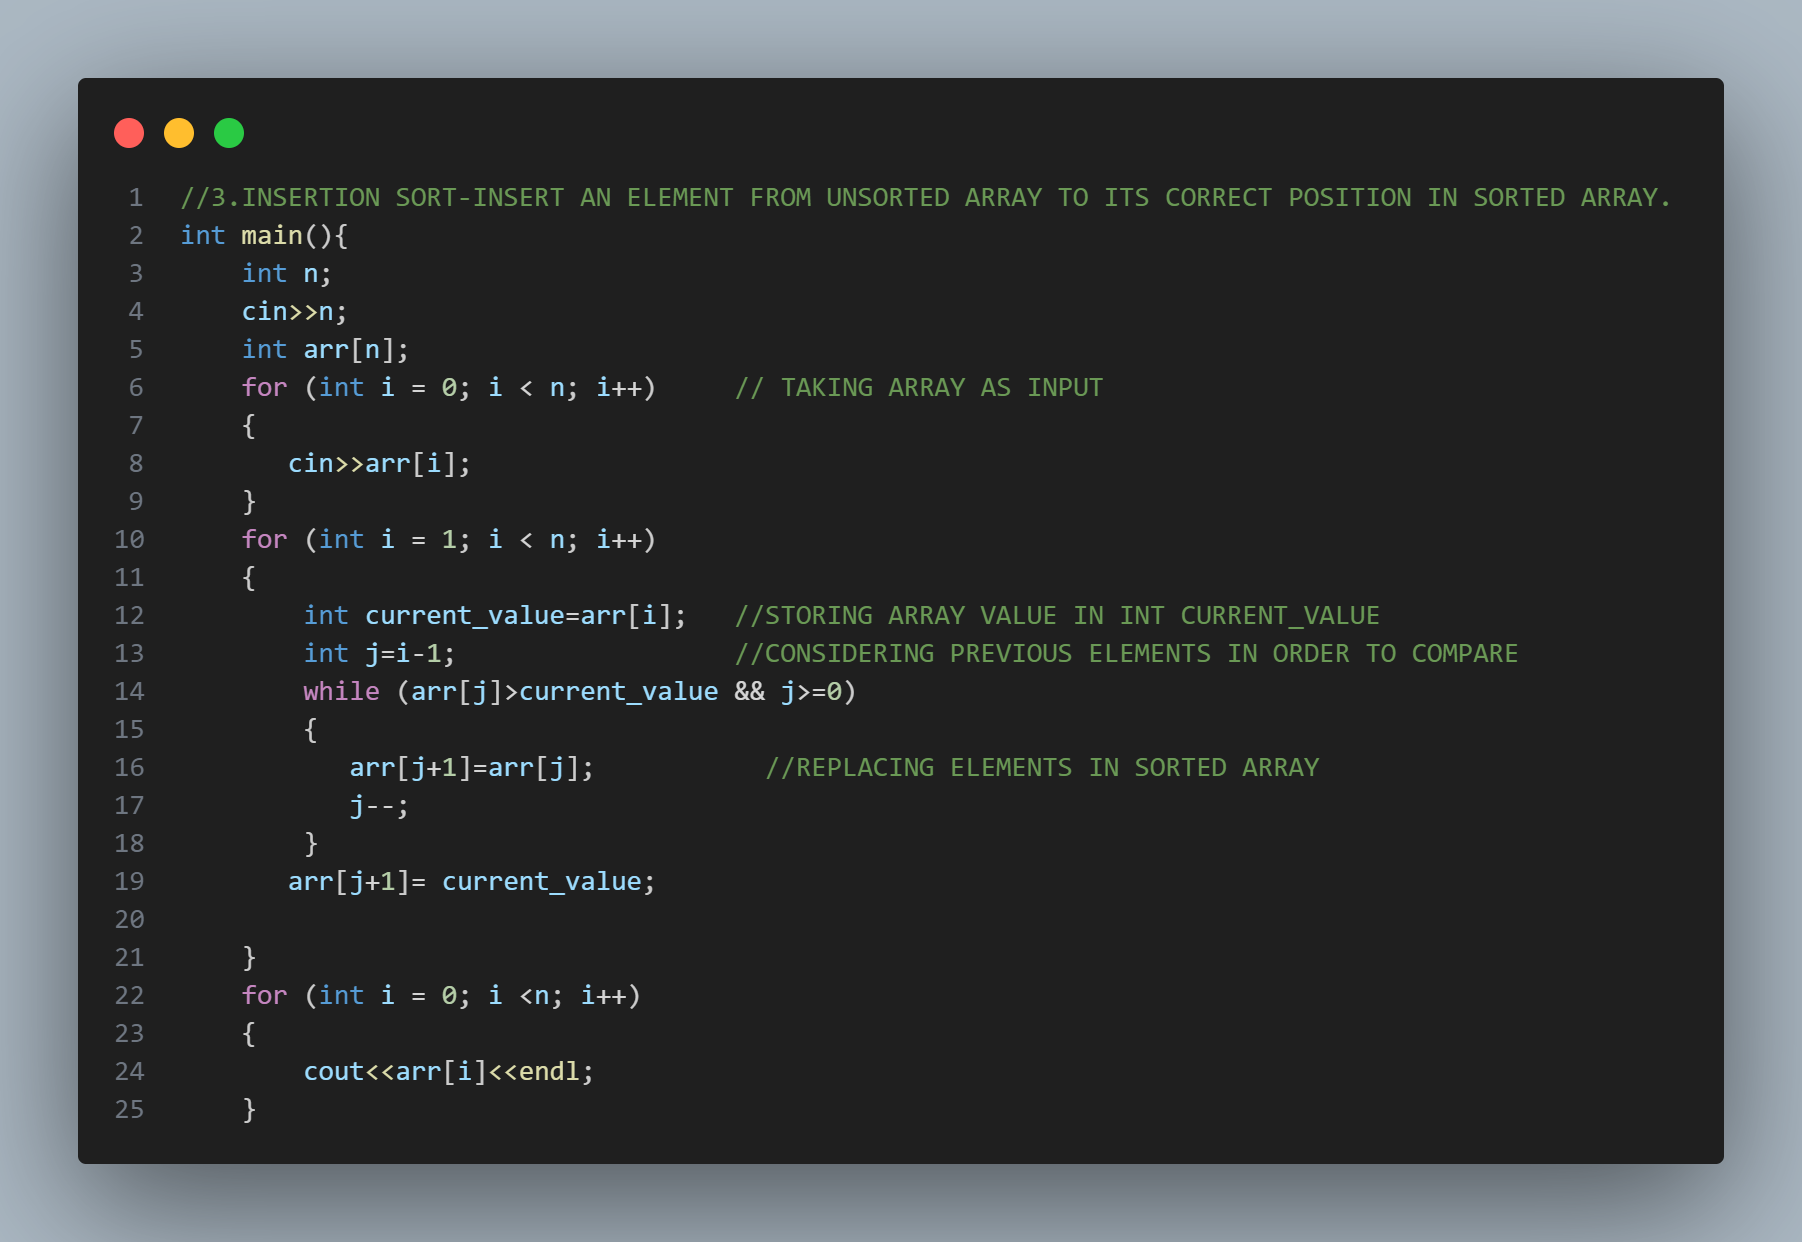 1 //3.INSERTION SORT-INSERT AN ELEMENT FROM UNSORTED ARRAY TO ITS CORRECT POSITION IN SORTED ARRAY.
2 int main(){
3     int n;
4     cin>>n;
5     int arr[n];
6     for (int i = 0; i < n; i++)     // TAKING ARRAY AS INPUT
7     {
8        cin>>arr[i];
9     }
10     for (int i = 1; i < n; i++)
11     {
12         int current_value=arr[i];   //STORING ARRAY VALUE IN INT CURRENT_VALUE
13         int j=i-1;                  //CONSIDERING PREVIOUS ELEMENTS IN ORDER TO COMPARE
14         while (arr[j]>current_value && j>=0)
15         {
16            arr[j+1]=arr[j];           //REPLACING ELEMENTS IN SORTED ARRAY
17            j--;
18         }
19        arr[j+1]= current_value;
20
21     }
22     for (int i = 0; i <n; i++)
23     {
24         cout<<arr[i]<<endl;
25     }